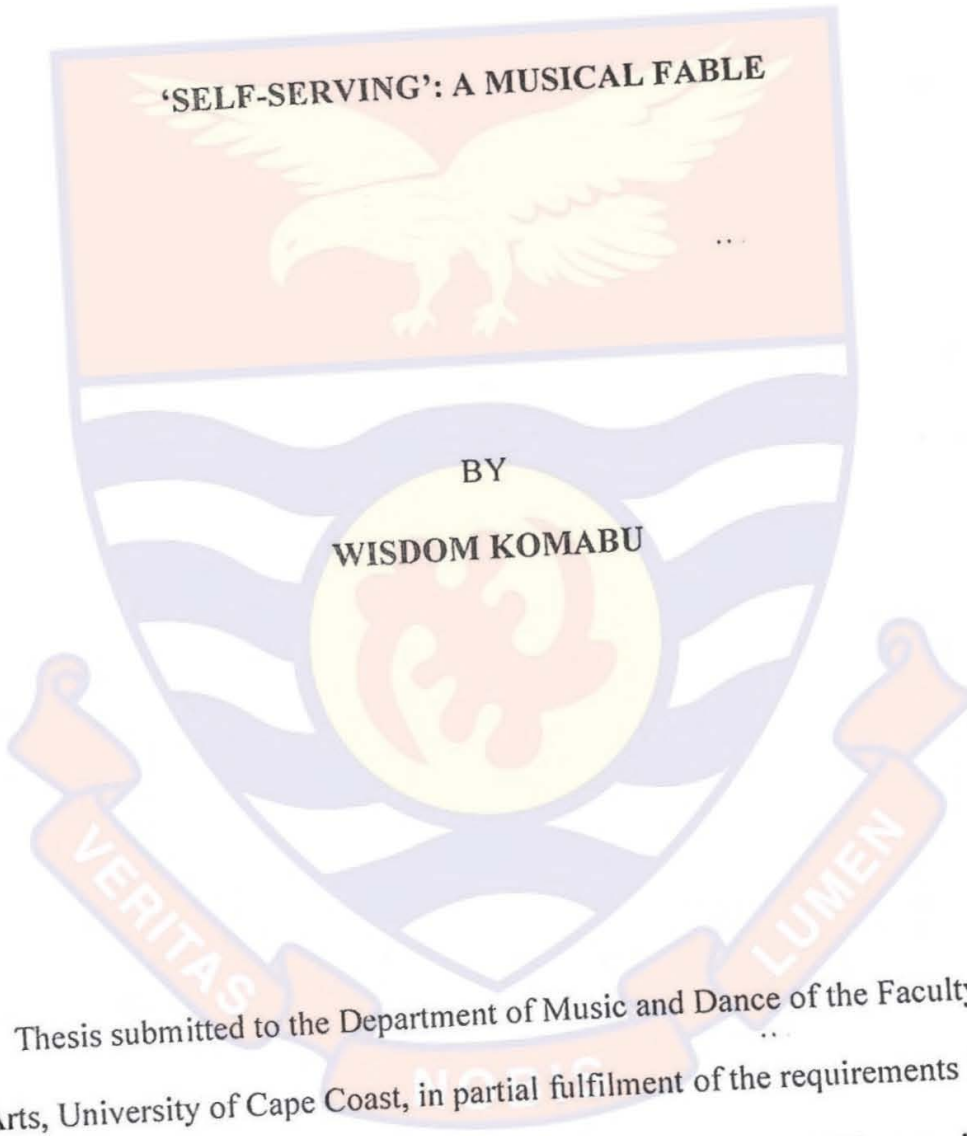 ‘SELF-SERVING’: A MUSICAL FABLE
BY
WISDOM KOMABU
VERITAS
NOBIS
LUMEN
Thesis submitted to the Department of Music and Dance of the Faculty
Arts, University of Cape Coast, in partial fulfilment of the requirements